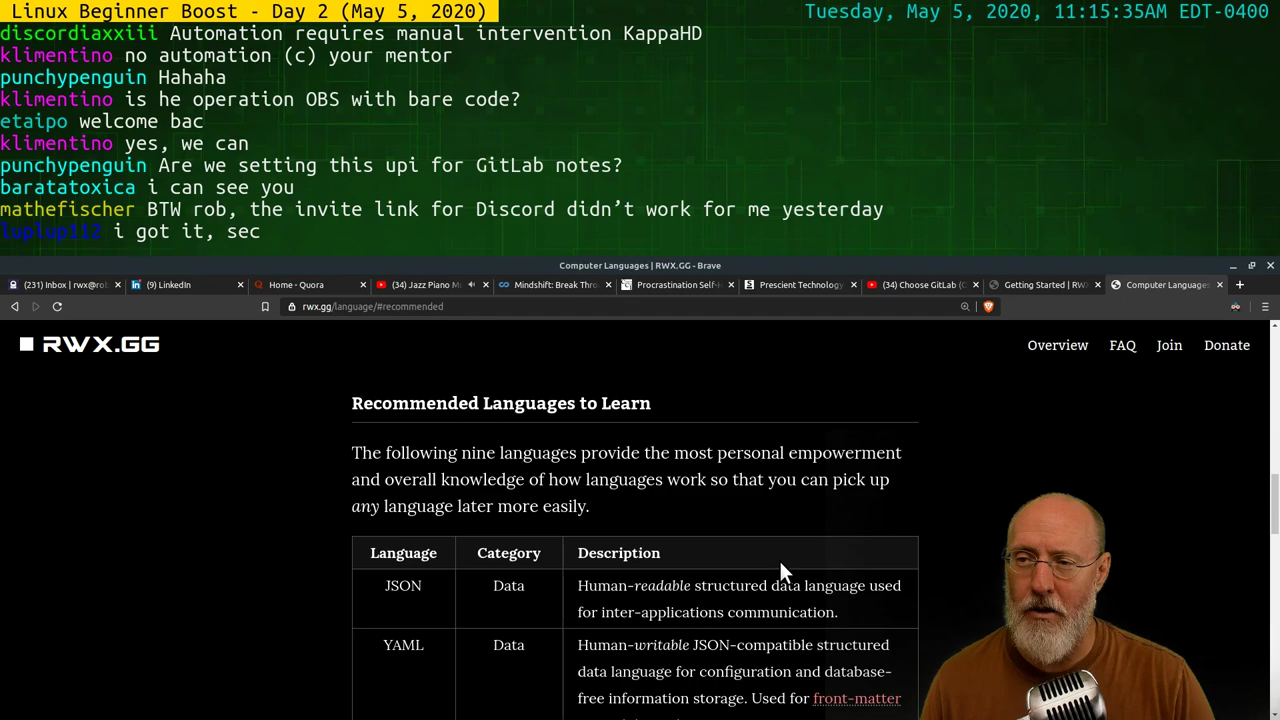 Linux Beginner Boost - Day 2 (May 5, 2020)
Tuesday, May 5, 2020, 11:15:35AM EDT-0400
discordiaxxiii Automation requires manual intervention KappaHD
klimentino no automation (c) your mentor
punchypenguin Hahaha
klimentino is he operation OBS with bare code?
etaipo welcome bac
klimentino yes, we can
punchypenguin Are we setting this upi for GitLab notes?
baratatoxica i can see you
mathefischer BTW rob, the invite link for Discord didn’t work for me yesterday
luplup112 i got it, sec
Computer Languages | RWX.GG - Brave
(231) Inbox | rwx@rob
(9) LinkedIn
Home - Quora
(34) Jazz Piano M
Mindshift: Break Thro
Procrastination Self-H
Prescient Technology
(34) Choose GitLab (C
Getting Started | RW
Computer Languages
rwx.gg/language/#recommended
RWX.GG
Overview FAQ Join Donate
Recommended Languages to Learn
The following nine languages provide the most personal empowerment
and overall knowledge of how languages work so that you can pick up
any language later more easily.
Language Category Description
JSON Data Human-readable structured data language used
for inter-applications communication.
YAML Data Human-writable JSON-compatible structured
data language for configuration and database-
free information storage. Used for front-matter